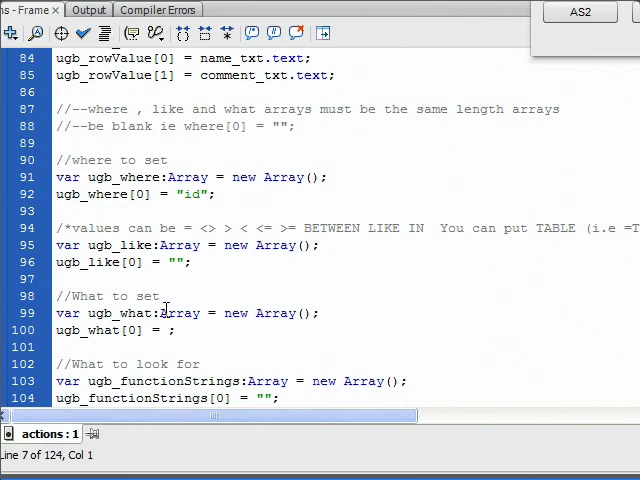 ns - Frame × Output Compiler Errors
AS2
84 ugb_rowValue[0] = name_txt.text;
85 ugb_rowValue[1] = comment_txt.text;
86
87 //--where , like and what arrays must be the same length arrays
88 //--be blank ie where[0] = "";
89
90 //where to set
91 var ugb_where:Array = new Array();
92 ugb_where[0] = "id";
93
94 /*values can be = <> > < <= >= BETWEEN LIKE IN  You can put TABLE (i.e =T
95 var ugb_like:Array = new Array();
96 ugb_like[0] = "";
97
98 //What to set
99 var ugb_what:Array = new Array();
100 ugb_what[0] = ;
101
102 //What to look for
103 var ugb_functionStrings:Array = new Array();
104 ugb_functionStrings[0] = "";
actions : 1
Line 7 of 124, Col 1